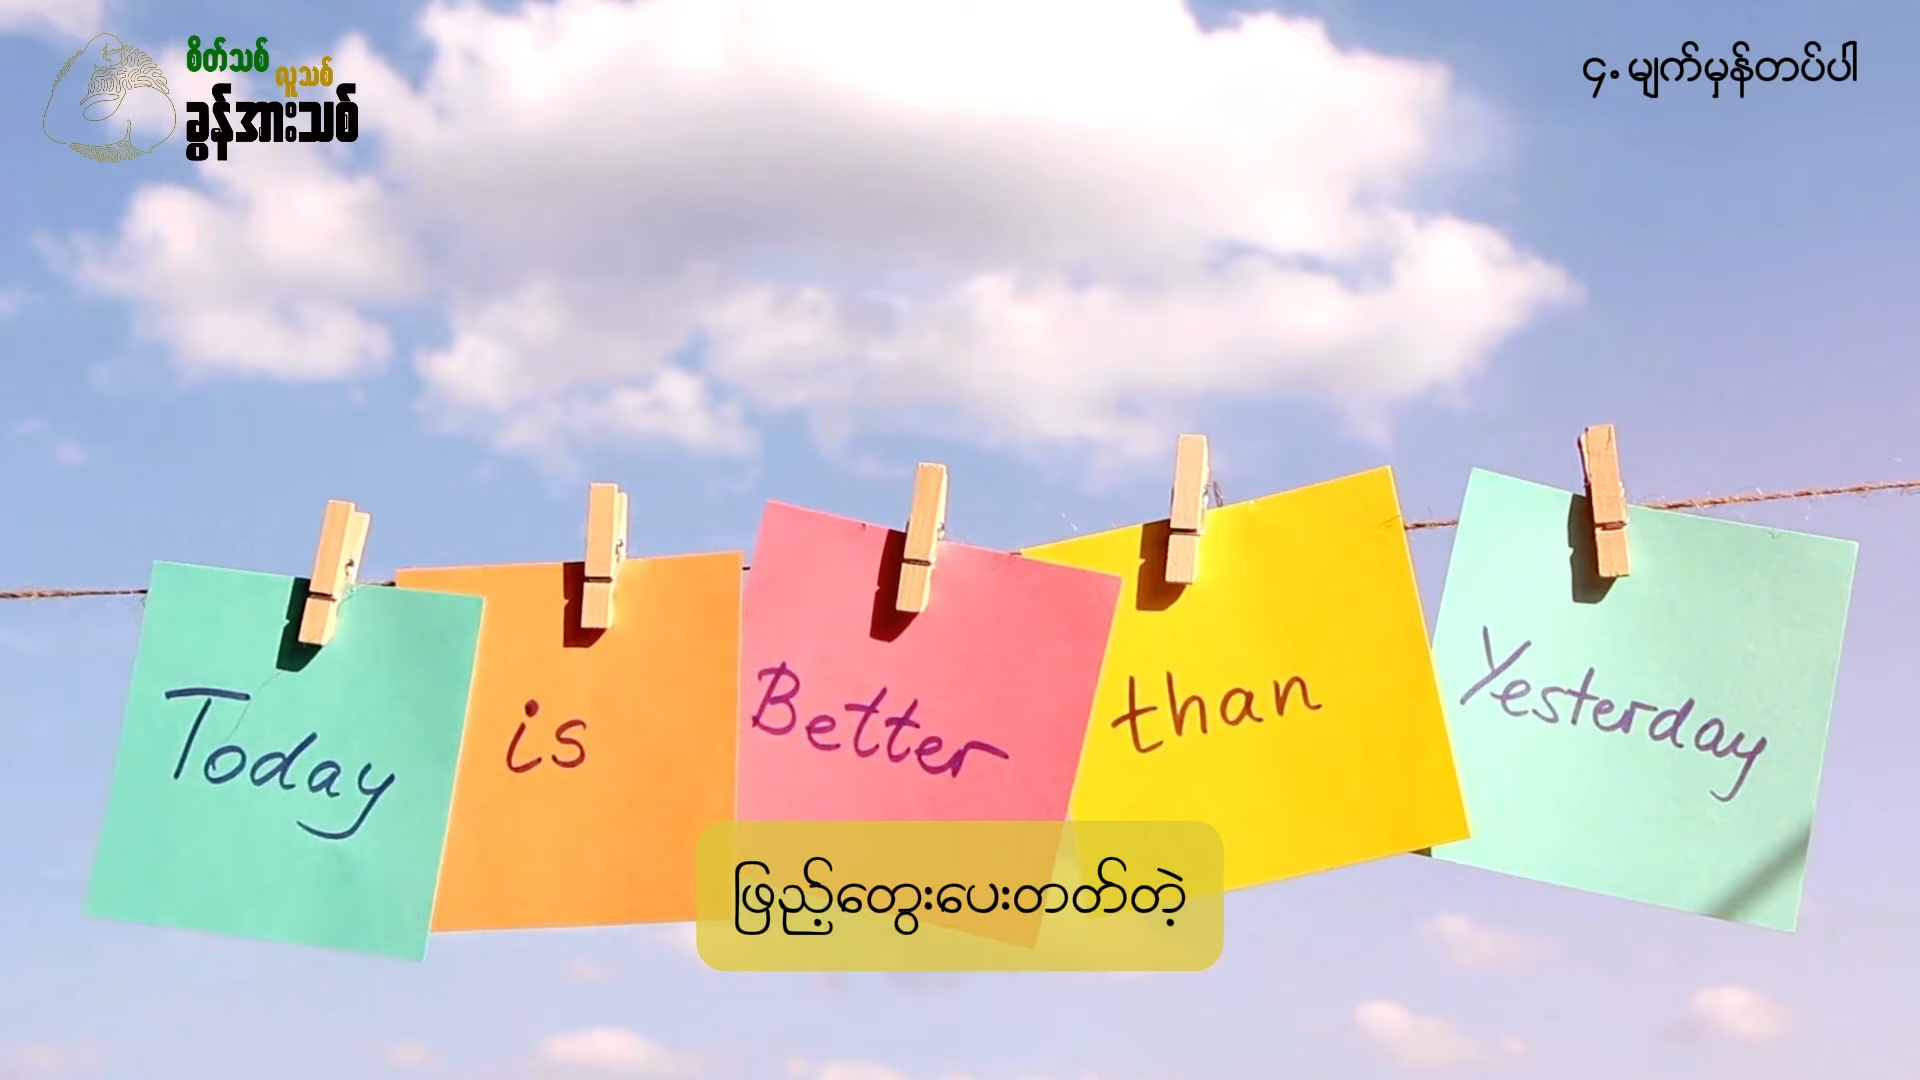 စိတ်သစ်
လူသစ်
ခွန်အားသစ်
၄. မျက်မှန်တပ်ပါ
Today is Better than Yesterday
ဖြည့်တွေးပေးတတ်တဲ့